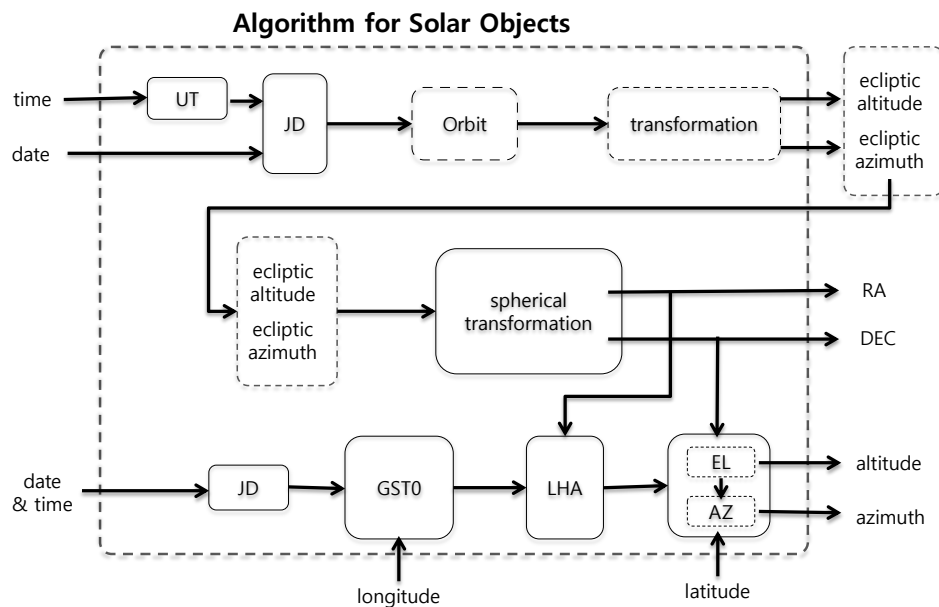 Algorithm for Solar Objects
time
UT
JD
date
Orbit
transformation
ecliptic
altitude
ecliptic
azimuth
ecliptic
altitude
ecliptic
azimuth
spherical
transformation
RA
DEC
date
& time
JD
GST0
LHA
EL
AZ
altitude
azimuth
longitude
latitude